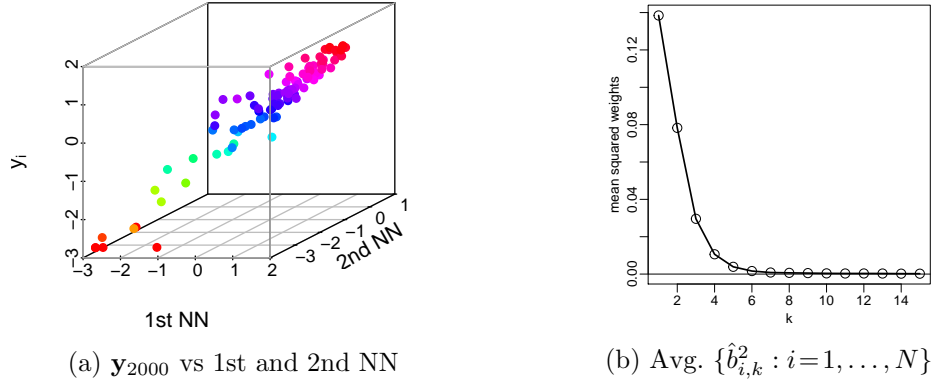 2
1
0
−1
−2
−3
y_i
−3 −2 −1 0 1 2
1st NN
−3 −2 −1 0 1
2nd NN
(a) y_2000 vs 1st and 2nd NN
0.12
0.08
0.04
0.00
mean squared weights
2 4 6 8 10 12 14
k
(b) Avg. {b̂²_{i,k} : i=1, . . . , N}